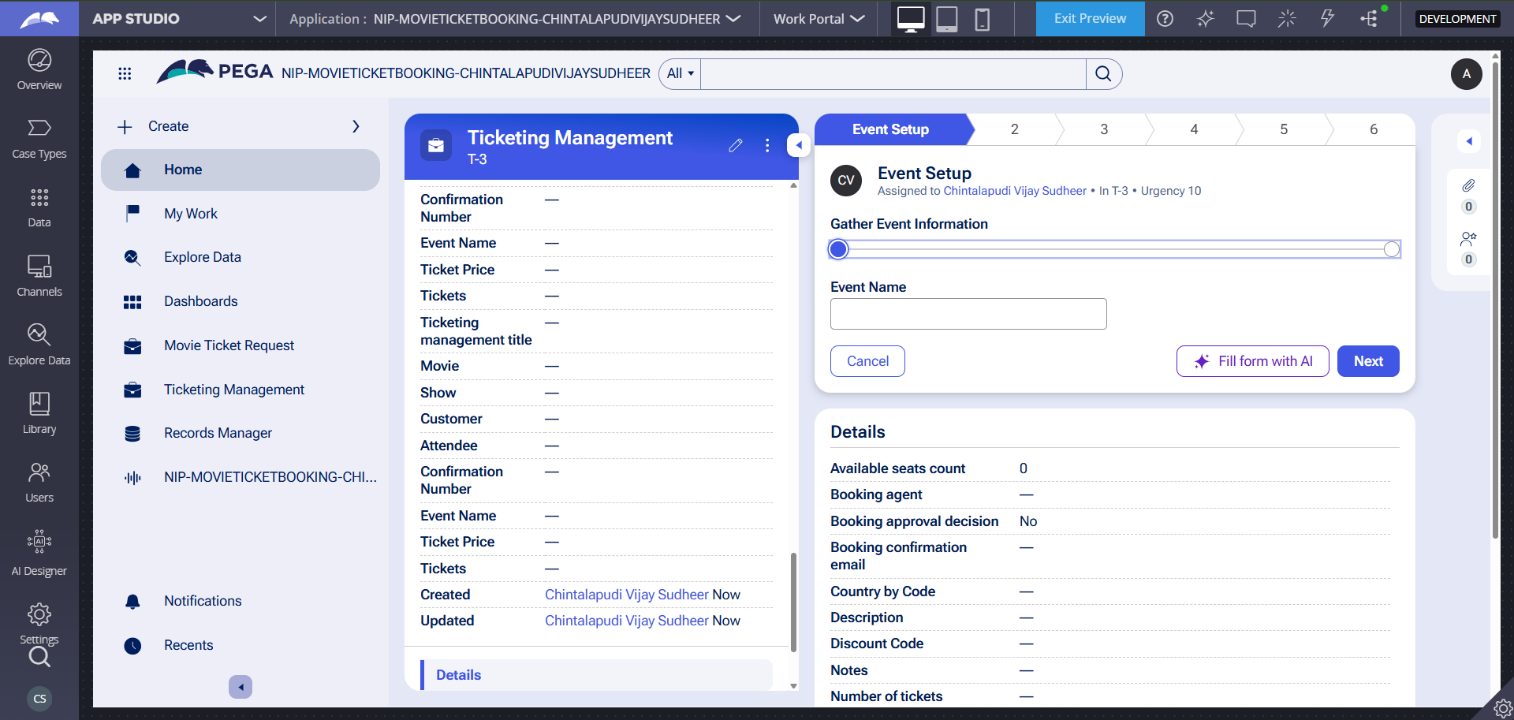 APP STUDIO
Application : NIP-MOVIETICKETBOOKING-CHINTALAPUDIVIJAYSUDHEER
Work Portal
Exit Preview
DEVELOPMENT
Overview
Case Types
Data
Channels
Explore Data
Library
Users
AI
AI Designer
Settings
CS
PEGA
NIP-MOVIETICKETBOOKING-CHINTALAPUDIVIJAYSUDHEER
All
A
Create
Home
My Work
Explore Data
Dashboards
Movie Ticket Request
Ticketing Management
Records Manager
NIP-MOVIETICKETBOOKING-CHI...
Notifications
Recents
Ticketing Management
T-3
Confirmation
Number —
Event Name —
Ticket Price —
Tickets —
Ticketing —
management title
Movie —
Show —
Customer —
Attendee —
Confirmation —
Number
Event Name —
Ticket Price —
Tickets —
Created Chintalapudi Vijay Sudheer Now
Updated Chintalapudi Vijay Sudheer Now
Details
Event Setup 2 3 4 5 6
CV
Event Setup
Assigned to Chintalapudi Vijay Sudheer • In T-3 • Urgency 10
Gather Event Information
Event Name
Cancel
Fill form with AI
Next
Details
Available seats count 0
Booking agent —
Booking approval decision No
Booking confirmation —
email
Country by Code —
Description —
Discount Code —
Notes —
Number of tickets —
0
0